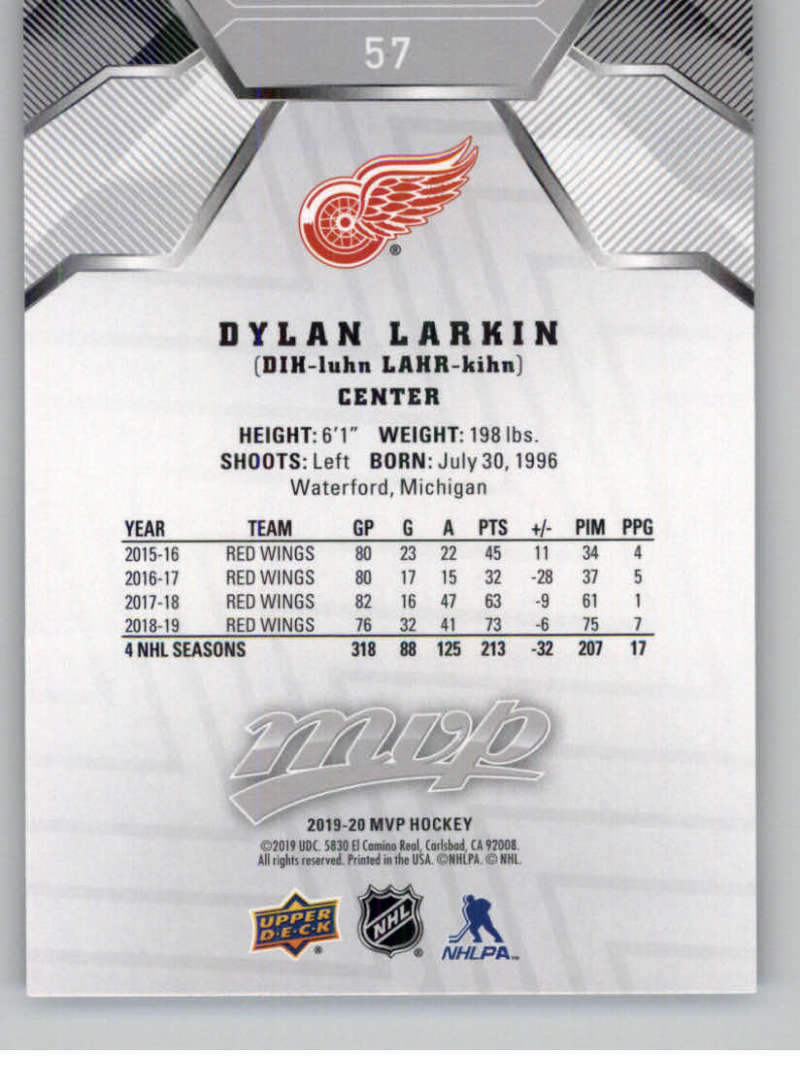 57
®
DYLAN LARKIN
(DIH-luhn LAHR-kihn)
CENTER
HEIGHT: 6'1" WEIGHT: 198 lbs.
SHOOTS: Left BORN: July 30, 1996
Waterford, Michigan
YEAR TEAM GP G A PTS +/- PIM PPG
2015-16 RED WINGS 80 23 22 45 11 34 4
2016-17 RED WINGS 80 17 15 32 -28 37 5
2017-18 RED WINGS 82 16 47 63 -9 61 1
2018-19 RED WINGS 76 32 41 73 -6 75 7
4 NHL SEASONS 318 88 125 213 -32 207 17
mvp
2019-20 MVP HOCKEY
©2019 UDC. 5830 El Camino Real, Carlsbad, CA 92008.
All rights reserved. Printed in the USA. ©NHLPA. © NHL.
UPPER DECK ® NHL ® NHLPA™